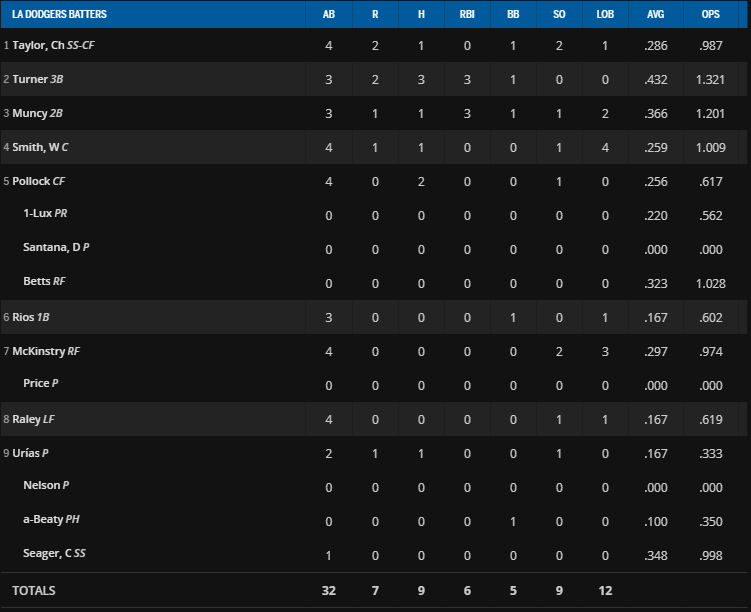 LA DODGERS BATTERS AB R H RBI BB SO LOB AVG OPS
1 Taylor, Ch SS-CF 4 2 1 0 1 2 1 .286 .987
2 Turner 3B 3 2 3 3 1 0 0 .432 1.321
3 Muncy 2B 3 1 1 3 1 1 2 .366 1.201
4 Smith, W C 4 1 1 0 0 1 4 .259 1.009
5 Pollock CF 4 0 2 0 0 1 0 .256 .617
1-Lux PR 0 0 0 0 0 0 0 .220 .562
Santana, D P 0 0 0 0 0 0 0 .000 .000
Betts RF 0 0 0 0 0 0 0 .323 1.028
6 Rios 1B 3 0 0 0 1 0 1 .167 .602
7 McKinstry RF 4 0 0 0 0 2 3 .297 .974
Price P 0 0 0 0 0 0 0 .000 .000
8 Raley LF 4 0 0 0 0 1 1 .167 .619
9 Urías P 2 1 1 0 0 1 0 .167 .333
Nelson P 0 0 0 0 0 0 0 .000 .000
a-Beaty PH 0 0 0 0 1 0 0 .100 .350
Seager, C SS 1 0 0 0 0 0 0 .348 .998
TOTALS 32 7 9 6 5 9 12